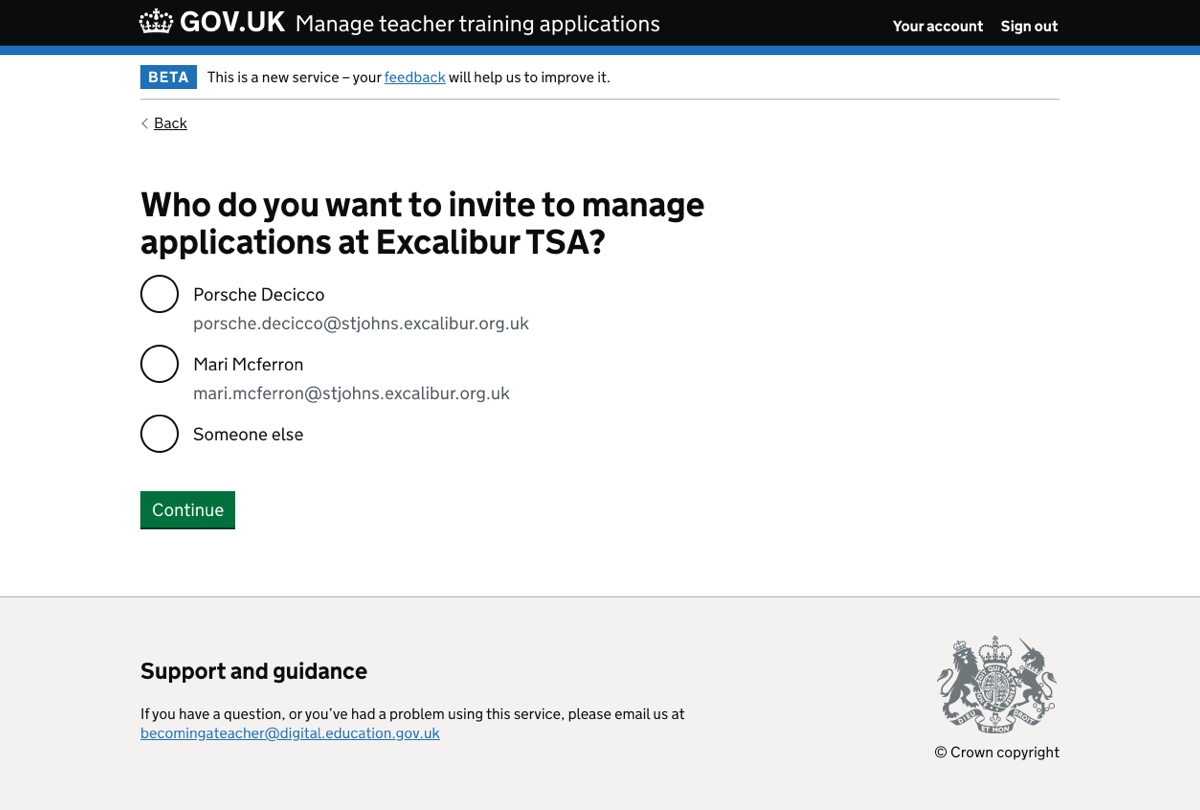 GOV.UK Manage teacher training applications
Your account Sign out
BETA This is a new service – your feedback will help us to improve it.
Back
Who do you want to invite to manage
applications at Excalibur TSA?
Porsche Decicco
porsche.decicco@stjohns.excalibur.org.uk
Mari Mcferron
mari.mcferron@stjohns.excalibur.org.uk
Someone else
Continue
Support and guidance
If you have a question, or you’ve had a problem using this service, please email us at
becomingateacher@digital.education.gov.uk
DIEU ET MON DROIT
© Crown copyright